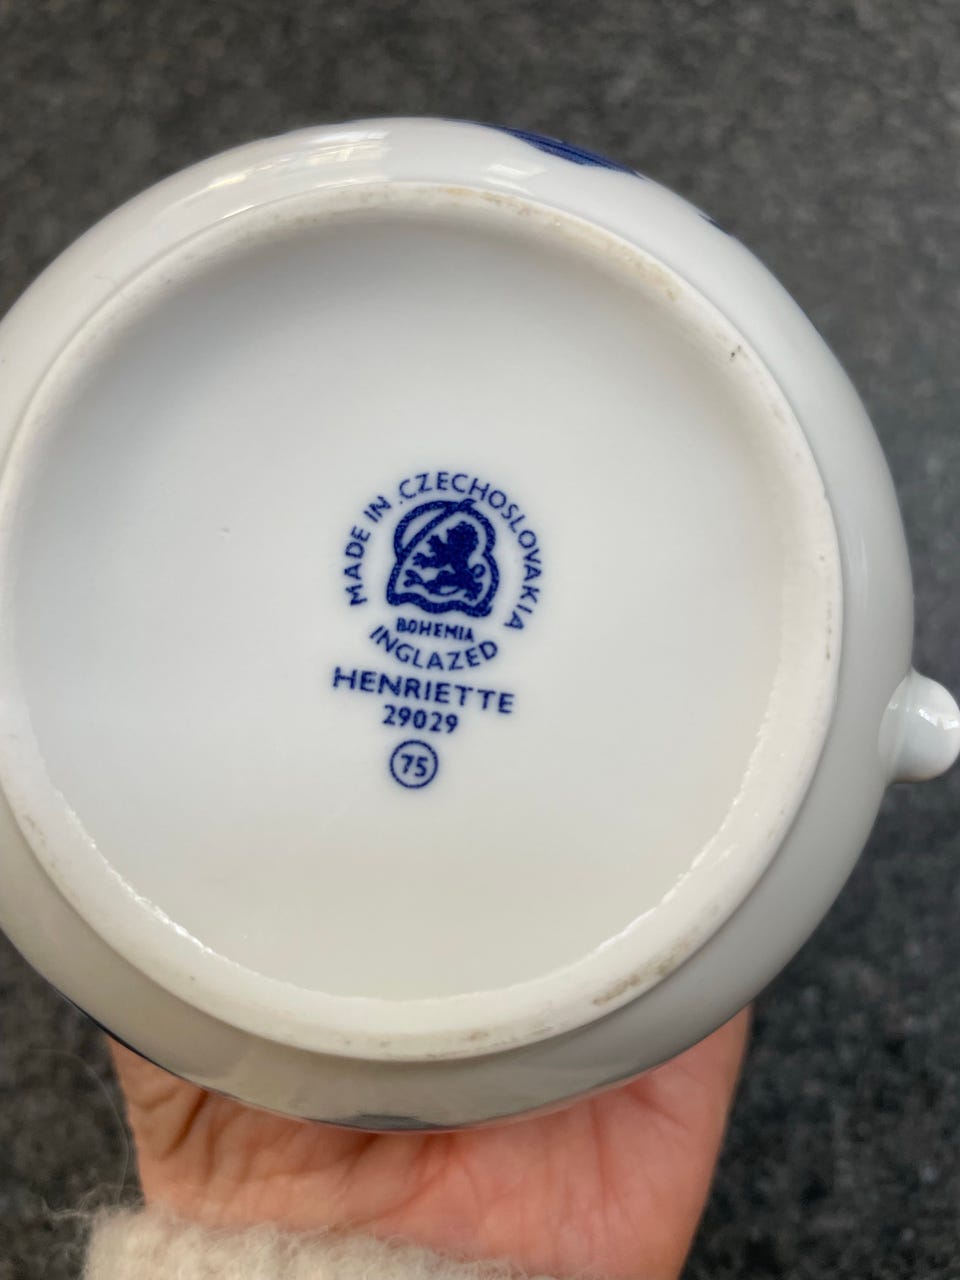 MADE IN CZECHOSLOVAKIA
BOHEMIA
INGLAZED
HENRIETTE
29029
75